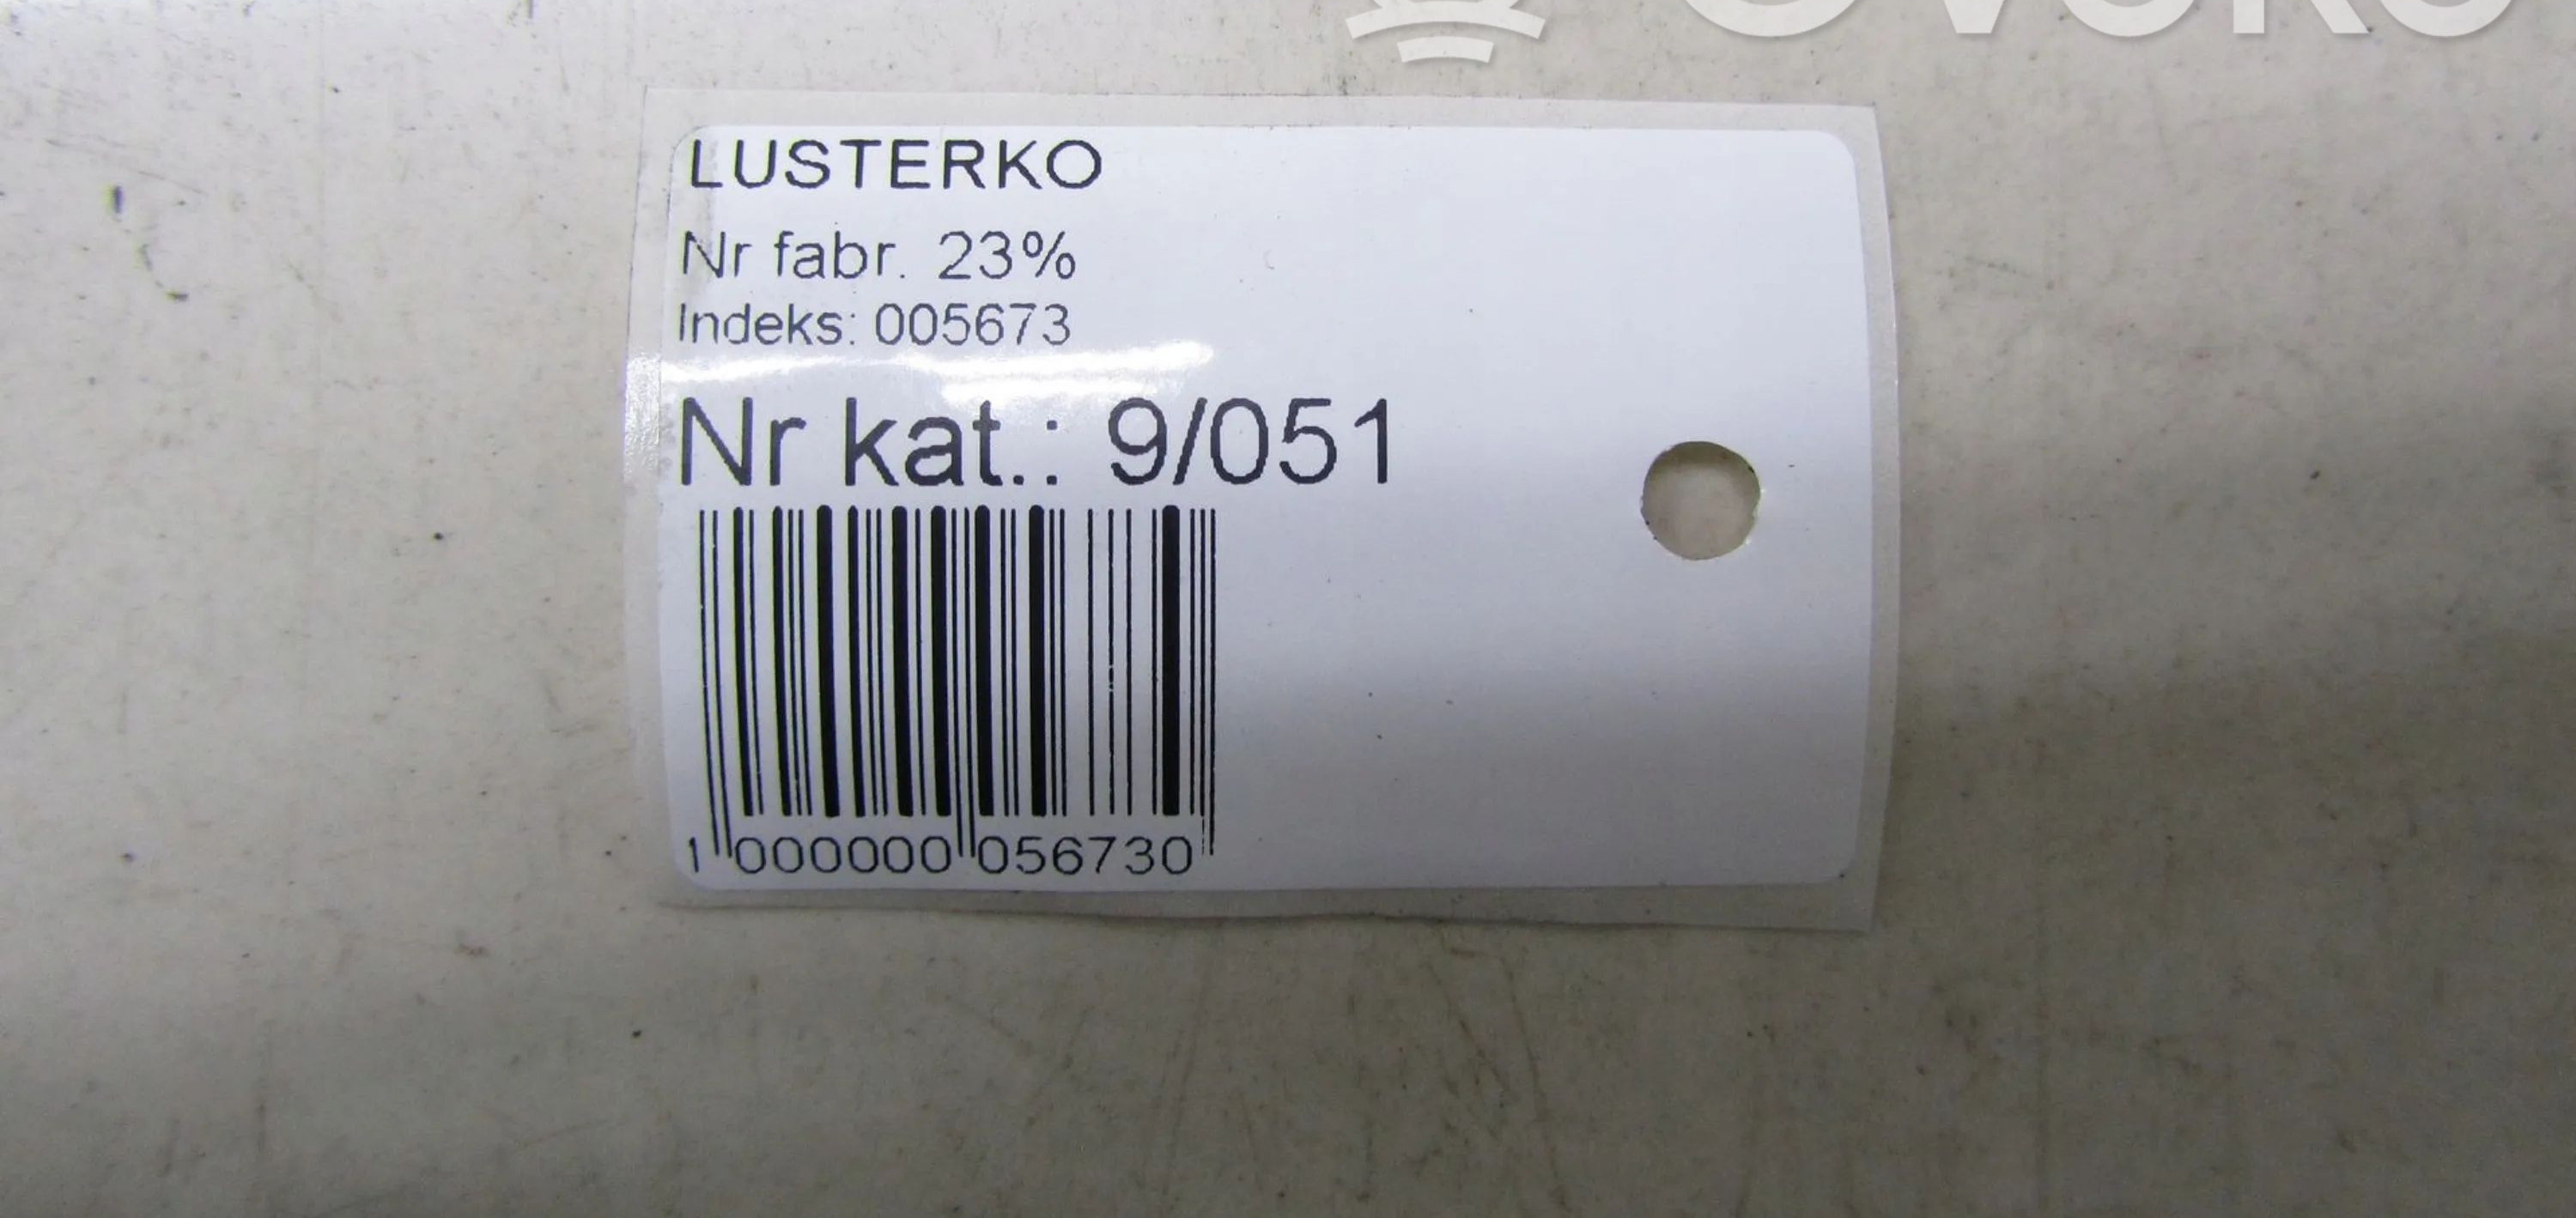 LUSTERKO
Nr fabr. 23%
Indeks: 005673
Nr kat.: 9/051
1 000000 056730